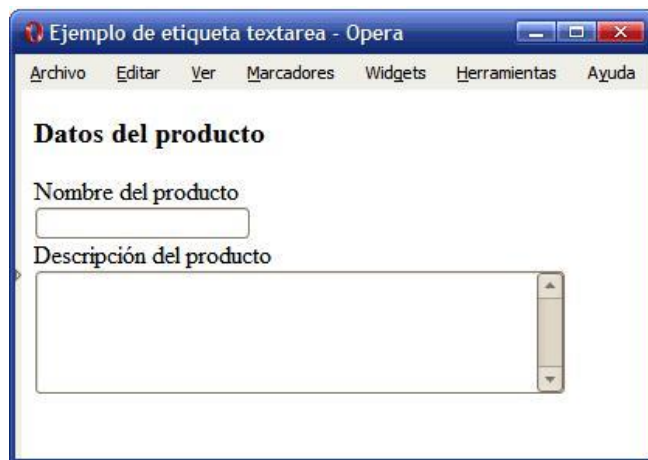 Ejemplo de etiqueta textarea - Opera
Archivo Editar Ver Marcadores Widgets Herramientas Ayuda
Datos del producto
Nombre del producto
Descripción del producto